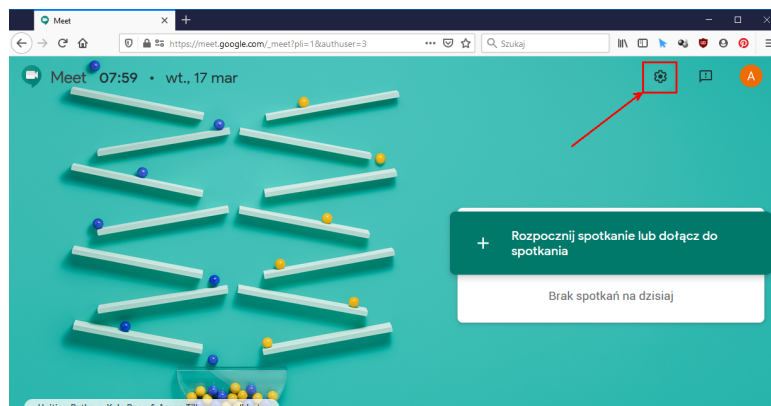 Meet
https://meet.google.com/_meet?pli=1&authuser=3
Szukaj
Meet 07:59 • wt., 17 mar
A
Rozpocznij spotkanie lub dołącz do
spotkania
Brak spotkań na dzisiaj